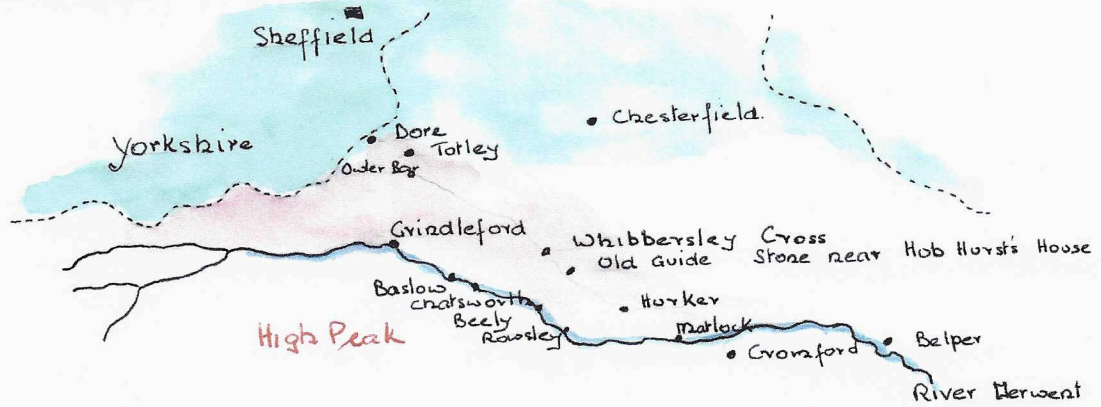 Sheffield
Chesterfield.
Yorkshire
Dore
Totley
Owler Bar
Grindleford
Whibbersley Cross
Old Guide Stone near Hob Hurst's House
Baslow
Chatsworth
Beely
Rowsley
Hurker
Matlock
High Peak
Cromford
Belper
River Derwent